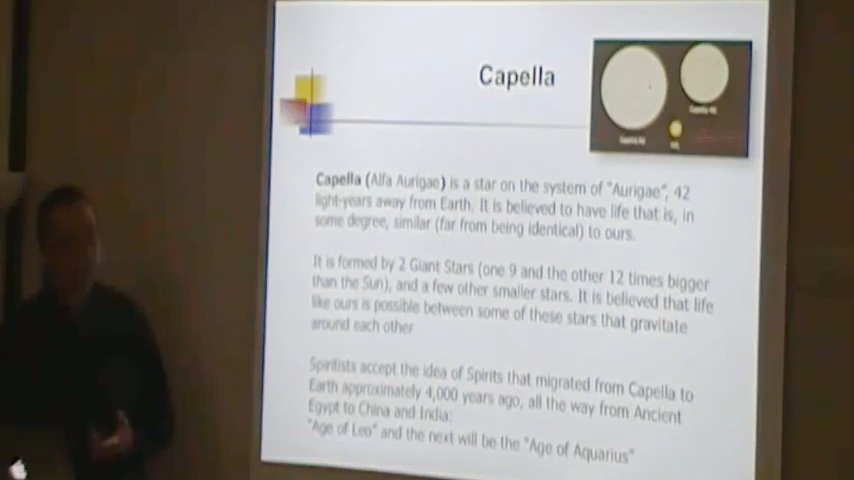 Capella
Capella (Alfa Aurigae) is a star on the system of "Aurigae", 42
light-years away from Earth. It is believed to have life that is, in
some degree, similar (far from being identical) to ours.
It is formed by 2 Giant Stars (one 9 and the other 12 times bigger
than the Sun), and a few other smaller stars. It is believed that life
like ours is possible between some of these stars that gravitate
around each other
Spiritists accept the idea of Spirits that migrated from Capella to
Earth approximately 4,000 years ago, all the way from Ancient
Egypt to China and India:
"Age of Leo" and the next will be the "Age of Aquarius"